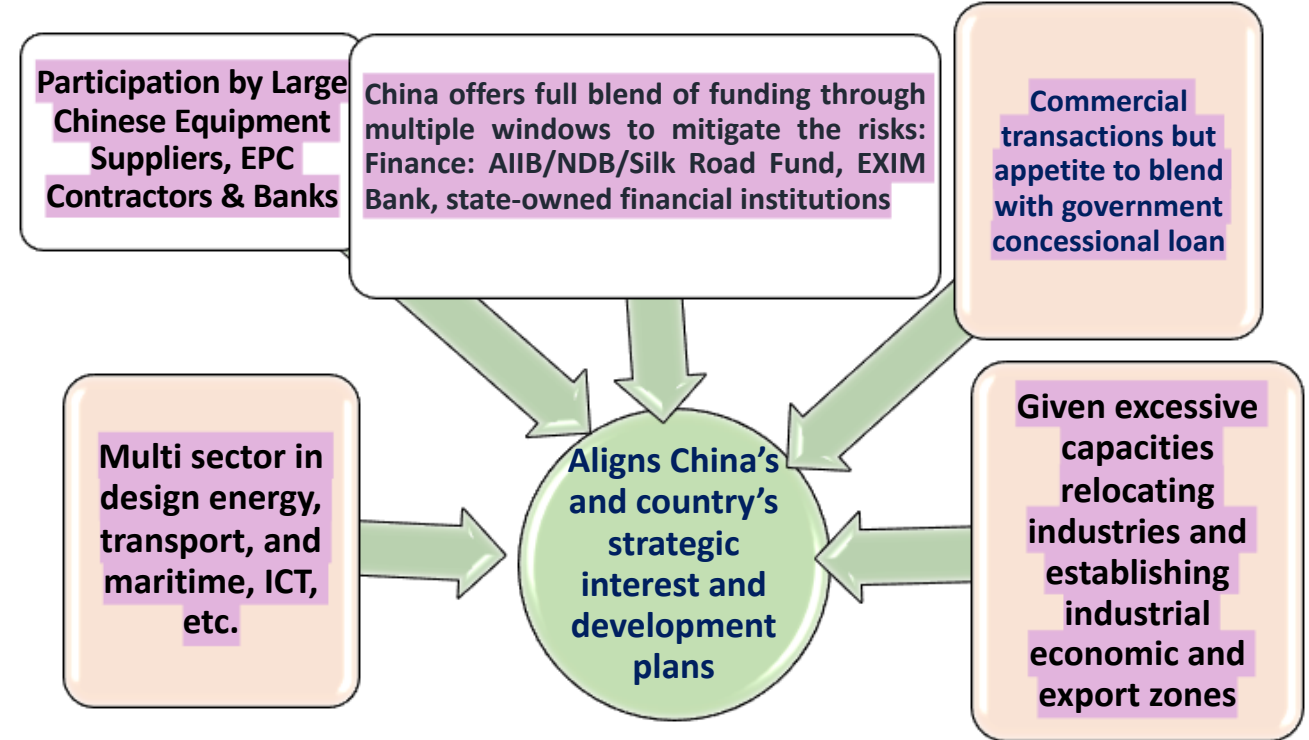 Participation by Large
Chinese Equipment
Suppliers, EPC
Contractors & Banks
China offers full blend of funding through
multiple windows to mitigate the risks:
Finance: AIIB/NDB/Silk Road Fund, EXIM
Bank, state-owned financial institutions
Commercial
transactions but
appetite to blend
with government
concessional loan
Multi sector in
design energy,
transport, and
maritime, ICT,
etc.
Aligns China’s
and country’s
strategic
interest and
development
plans
Given excessive
capacities
relocating
industries and
establishing
industrial
economic and
export zones